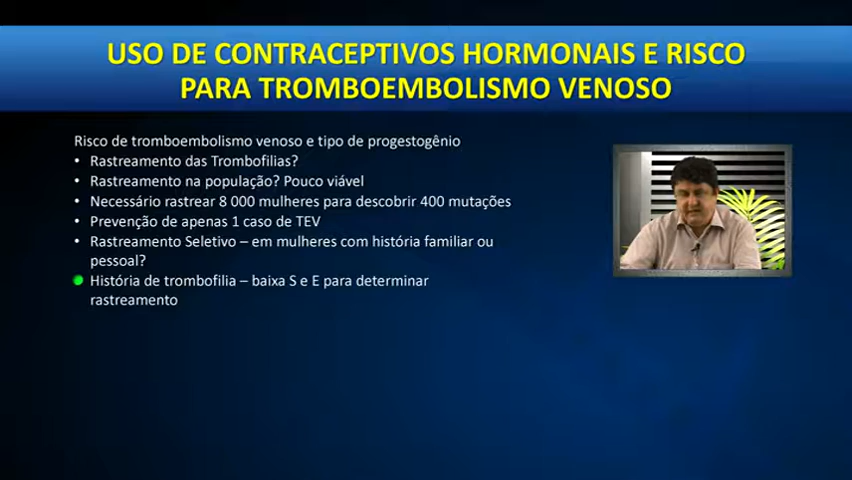 USO DE CONTRACEPTIVOS HORMONAIS E RISCO
PARA TROMBOEMBOLISMO VENOSO
Risco de tromboembolismo venoso e tipo de progestogênio
• Rastreamento das Trombofilias?
• Rastreamento na população? Pouco viável
• Necessário rastrear 8 000 mulheres para descobrir 400 mutações
• Prevenção de apenas 1 caso de TEV
• Rastreamento Seletivo – em mulheres com história familiar ou
pessoal?
• História de trombofilia – baixa S e E para determinar
rastreamento